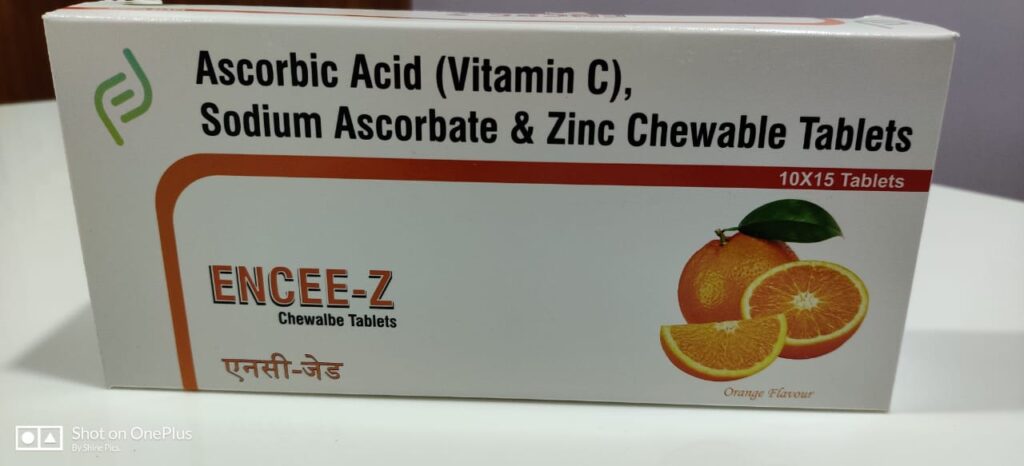 Ascorbic Acid (Vitamin C),
Sodium Ascorbate & Zinc Chewable Tablets
10X15 Tablets
ENCEE-Z
Chewalbe Tablets
एनसी-जेड
Orange Flavour
Shot on OnePlus
By Shine Pics.